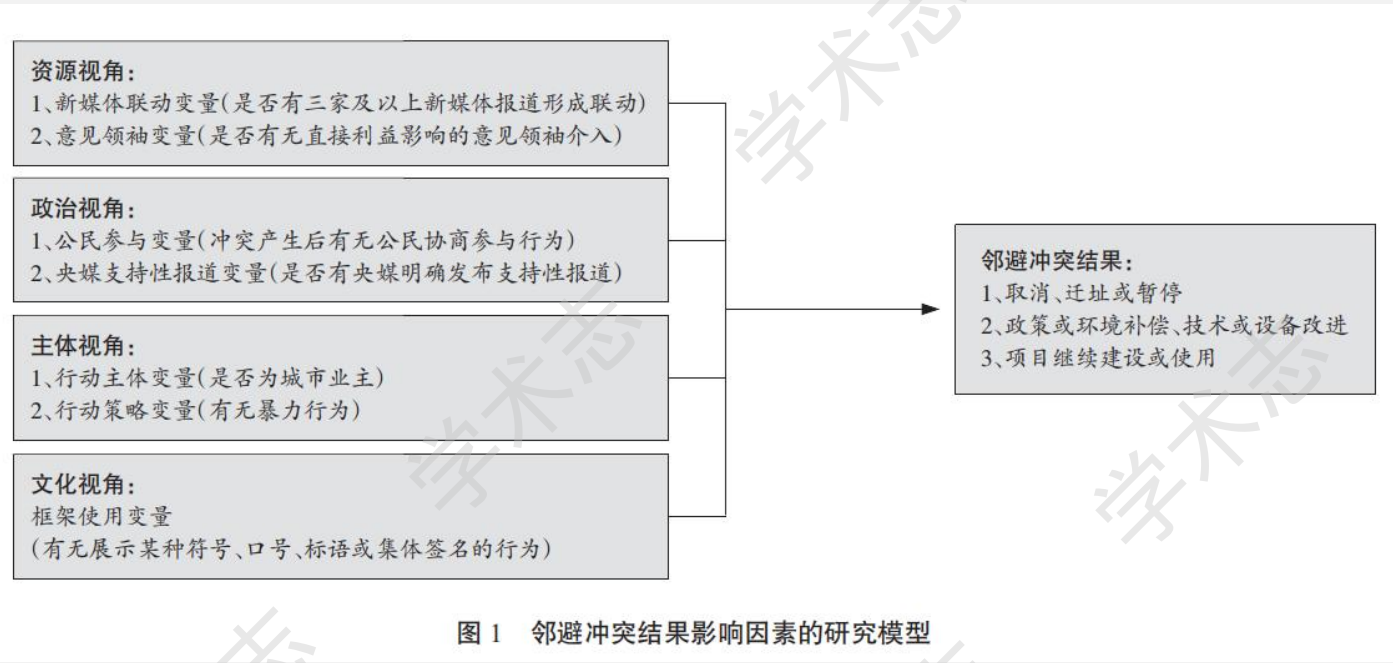 资源视角：
1、新媒体联动变量（是否有三家及以上新媒体报道形成联动）
2、意见领袖变量（是否有无直接利益影响的意见领袖介入）
政治视角：
1、公民参与变量（冲突产生后有无公民协商参与行为）
2、央媒支持性报道变量（是否有央媒明确发布支持性报道）
主体视角：
1、行动主体变量（是否为城市业主）
2、行动策略变量（有无暴力行为）
文化视角：
框架使用变量
（有无展示某种符号、口号、标语或集体签名的行为）
邻避冲突结果：
1、取消、迁址或暂停
2、政策或环境补偿、技术或设备改进
3、项目继续建设或使用
图 1 邻避冲突结果影响因素的研究模型
学术志
学术志
学术志